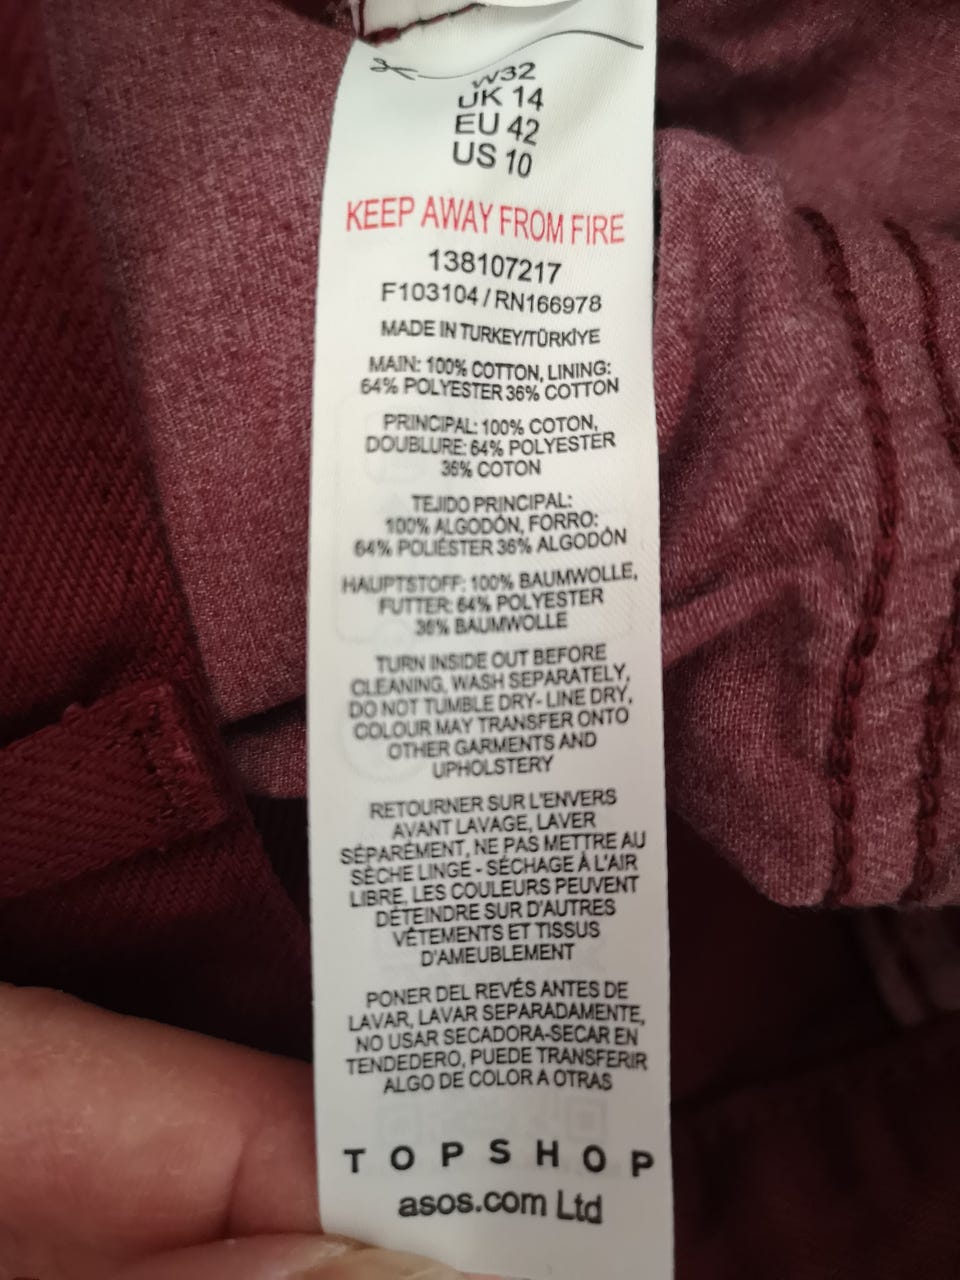 W32
UK 14
EU 42
US 10
KEEP AWAY FROM FIRE
138107217
F103104 / RN166978
MADE IN TURKEY/TÜRKİYE
MAIN: 100% COTTON, LINING:
64% POLYESTER 36% COTTON
PRINCIPAL: 100% COTON,
DOUBLURE: 64% POLYESTER
36% COTON
TEJIDO PRINCIPAL:
100% ALGODÓN, FORRO:
64% POLIÉSTER 36% ALGODÓN
HAUPTSTOFF: 100% BAUMWOLLE,
FUTTER: 64% POLYESTER
36% BAUMWOLLE
TURN INSIDE OUT BEFORE
CLEANING, WASH SEPARATELY,
DO NOT TUMBLE DRY- LINE DRY,
COLOUR MAY TRANSFER ONTO
OTHER GARMENTS AND
UPHOLSTERY
RETOURNER SUR L'ENVERS
AVANT LAVAGE, LAVER
SÉPARÉMENT, NE PAS METTRE AU
SÈCHE LINGE - SÉCHAGE À L'AIR
LIBRE, LES COULEURS PEUVENT
DÉTEINDRE SUR D'AUTRES
VÊTEMENTS ET TISSUS
D'AMEUBLEMENT
PONER DEL REVÉS ANTES DE
LAVAR, LAVAR SEPARADAMENTE,
NO USAR SECADORA-SECAR EN
TENDEDERO, PUEDE TRANSFERIR
ALGO DE COLOR A OTRAS
TOPSHOP
asos.com Ltd